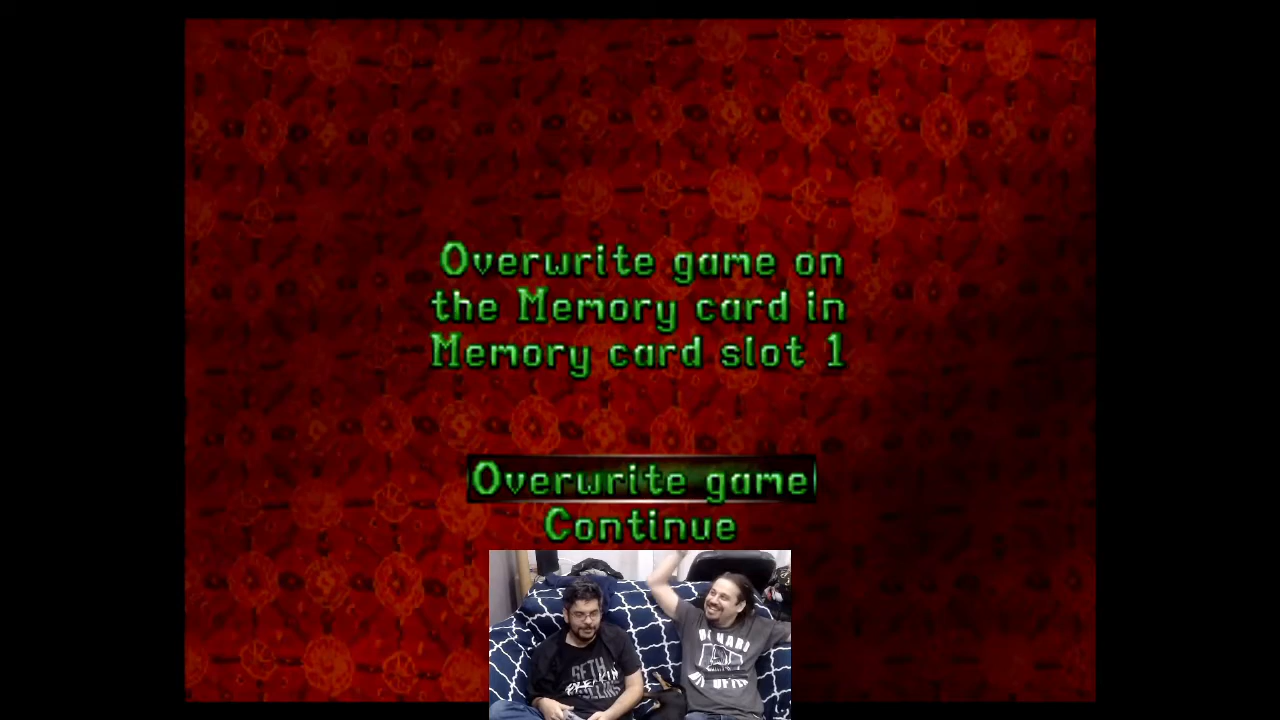 Overwrite game on
the Memory card in
Memory card slot 1
Overwrite game
Continue